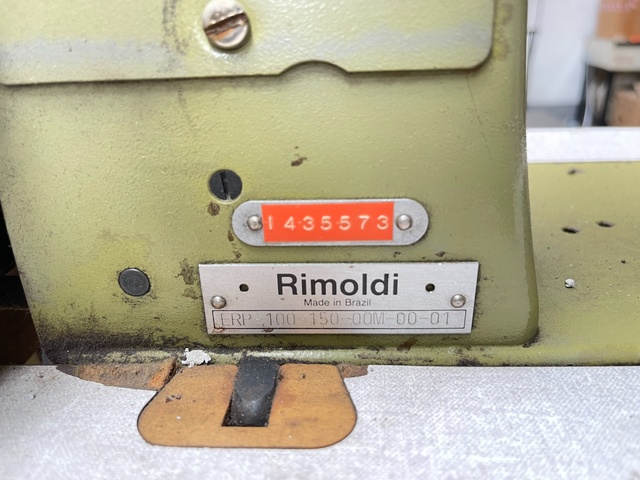 1435573
Rimoldi
Made in Brazil
ERP-100-150-00M-00-01